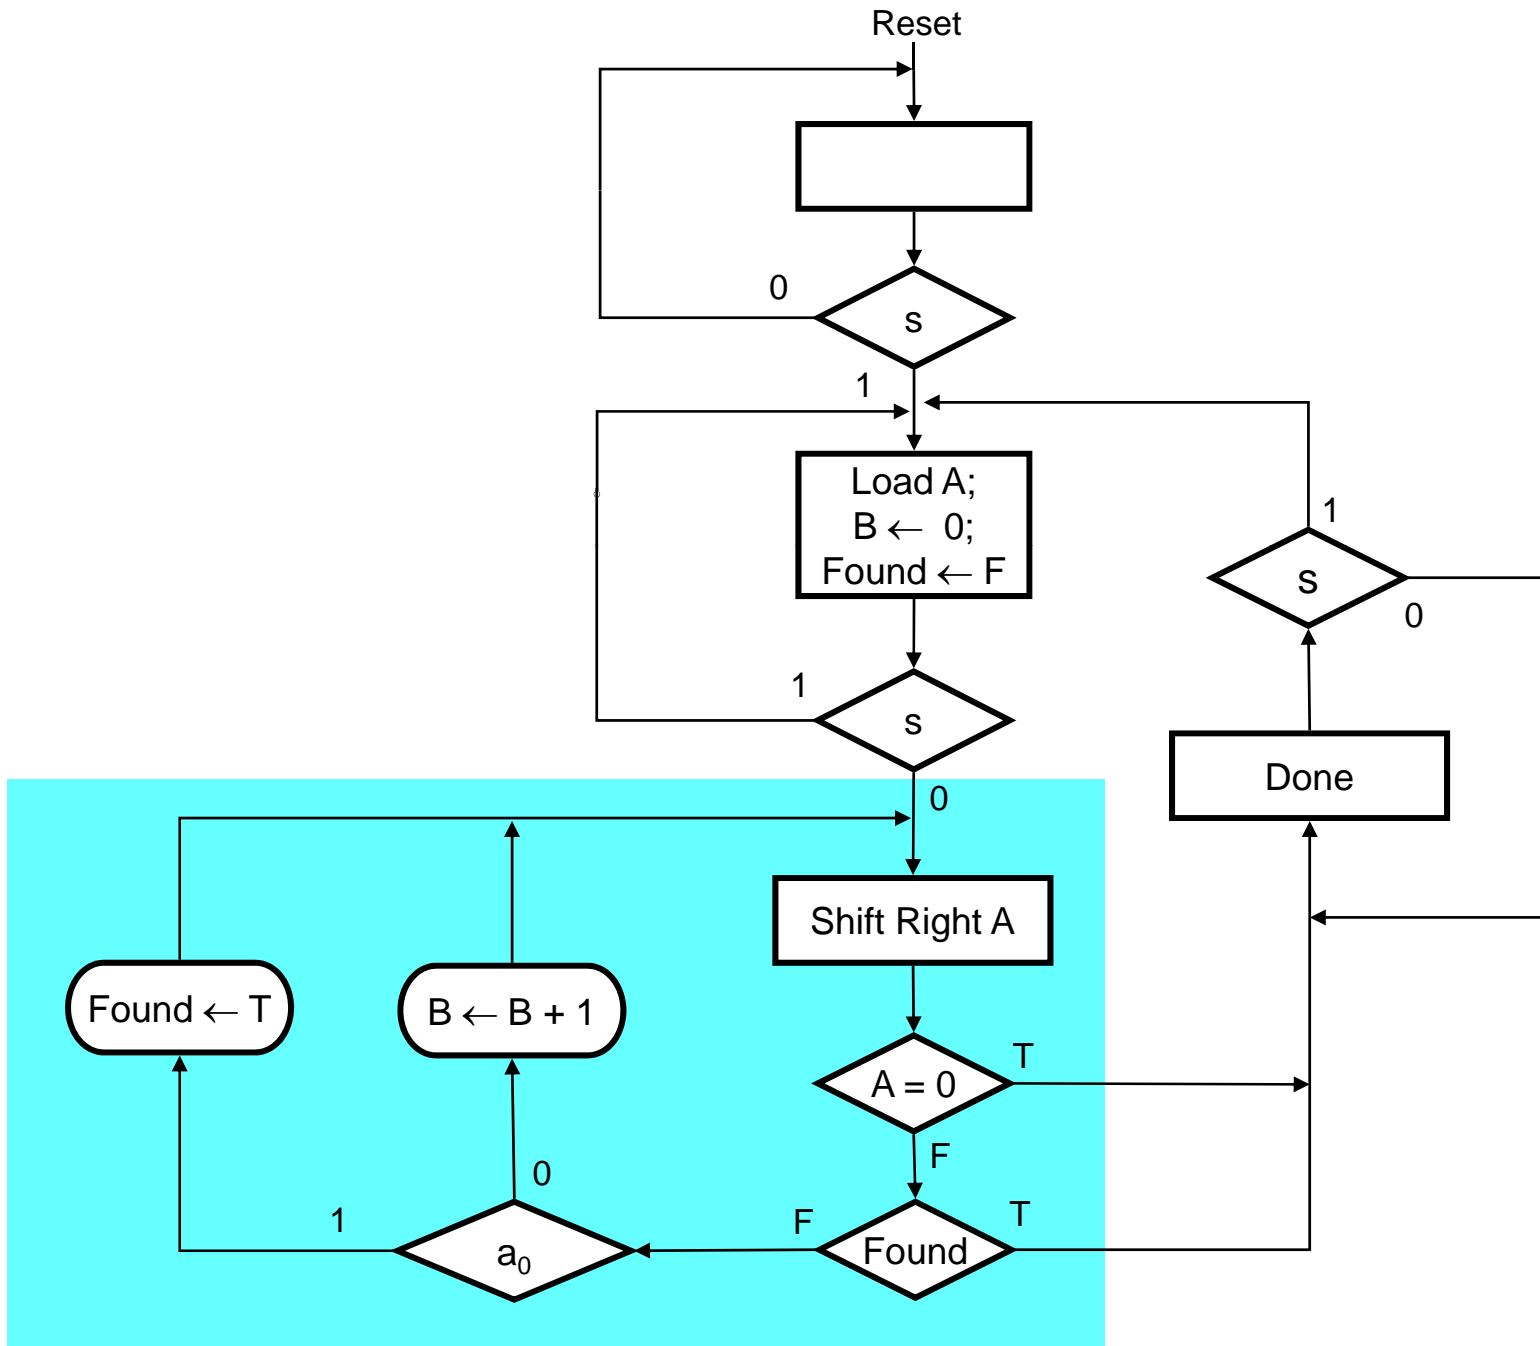 Reset
0
s
1
Load A;
B ← 0;
Found ← F
1
s
0
1
s
0
Done
Shift Right A
Found ← T
B ← B + 1
A = 0
T
F
0
1
a₀
F
Found
T